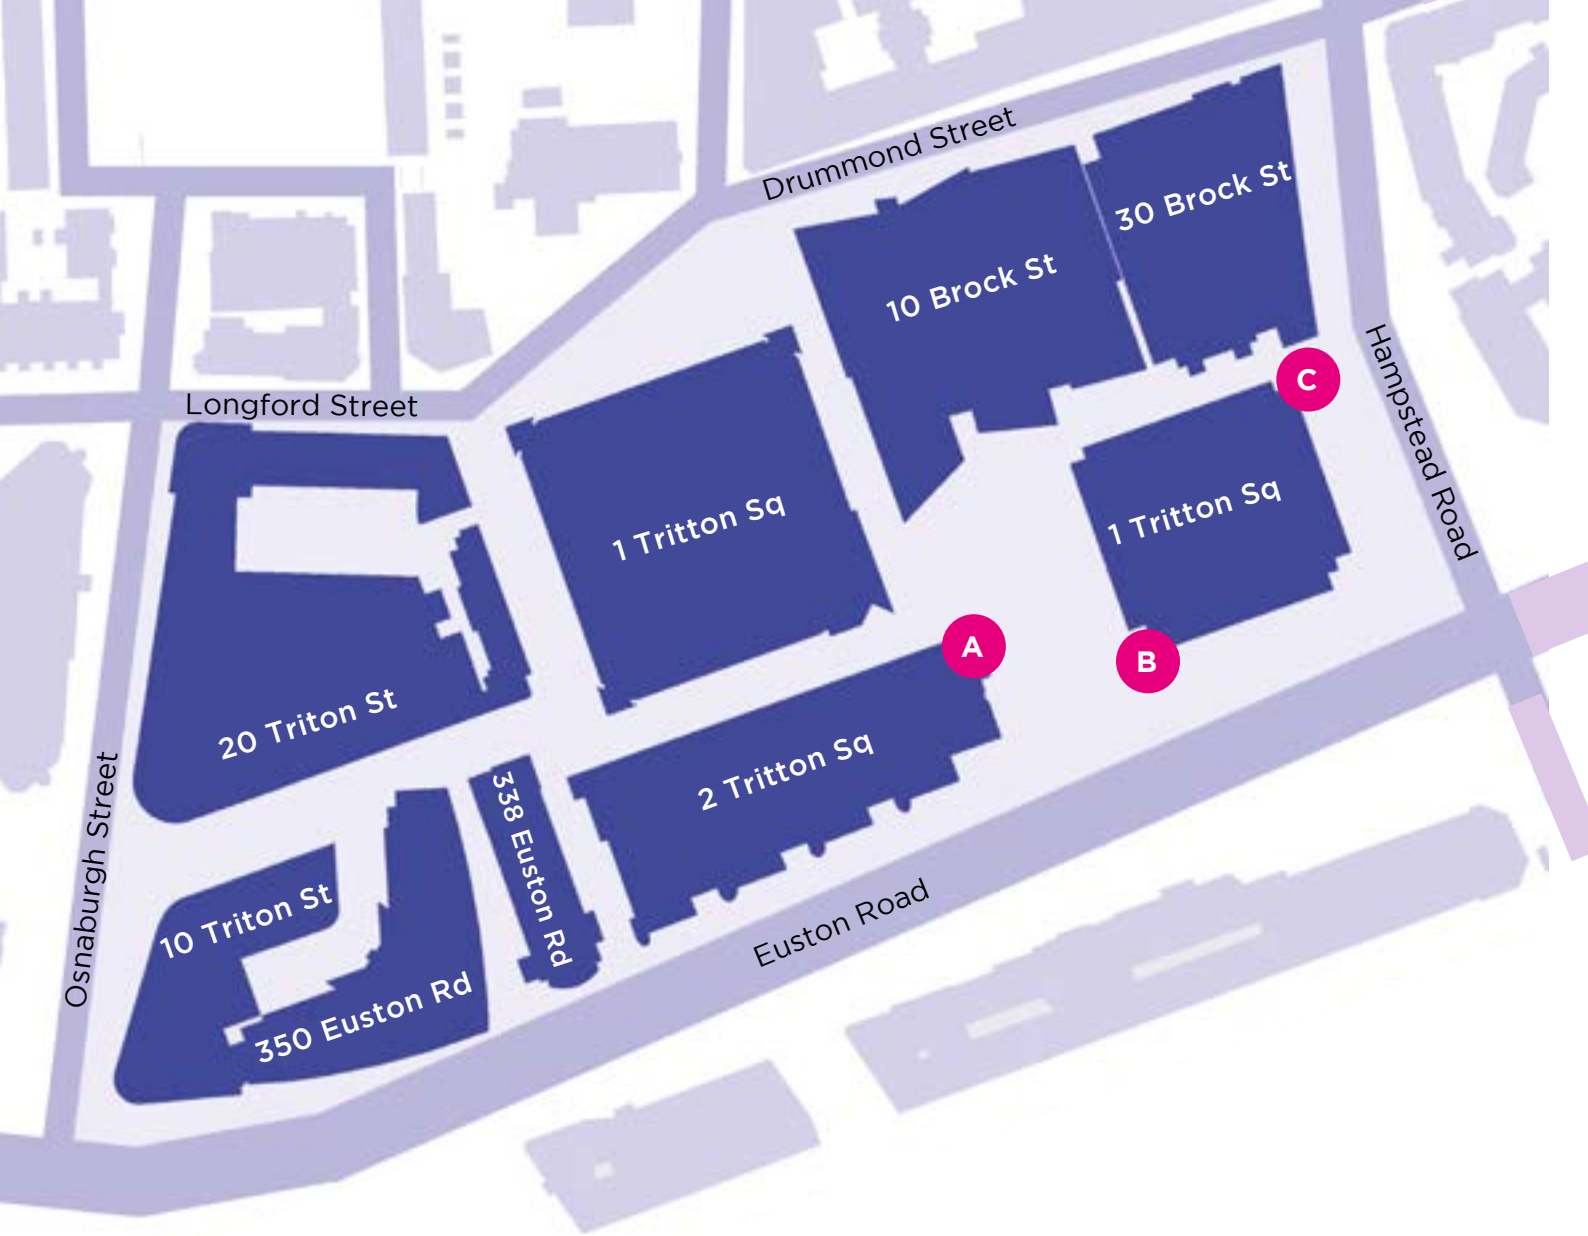 Drummond Street
30 Brock St
10 Brock St
C
Hampstead Road
Longford Street
1 Tritton Sq
1 Tritton Sq
A
B
20 Triton St
2 Tritton Sq
338 Euston Rd
Osnaburgh Street
10 Triton St
Euston Road
350 Euston Rd